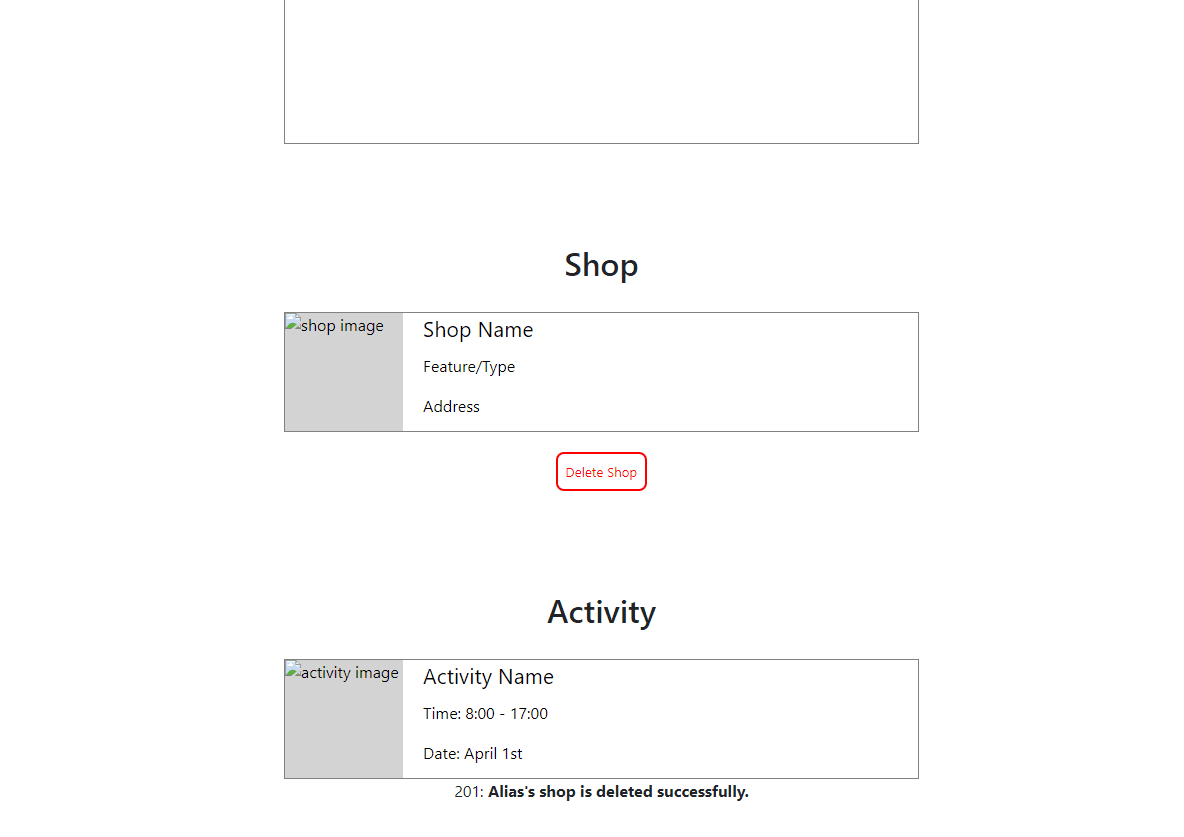 Shop
shop image
Shop Name
Feature/Type
Address
Delete Shop
Activity
activity image
Activity Name
Time: 8:00 - 17:00
Date: April 1st
201: Alias's shop is deleted successfully.